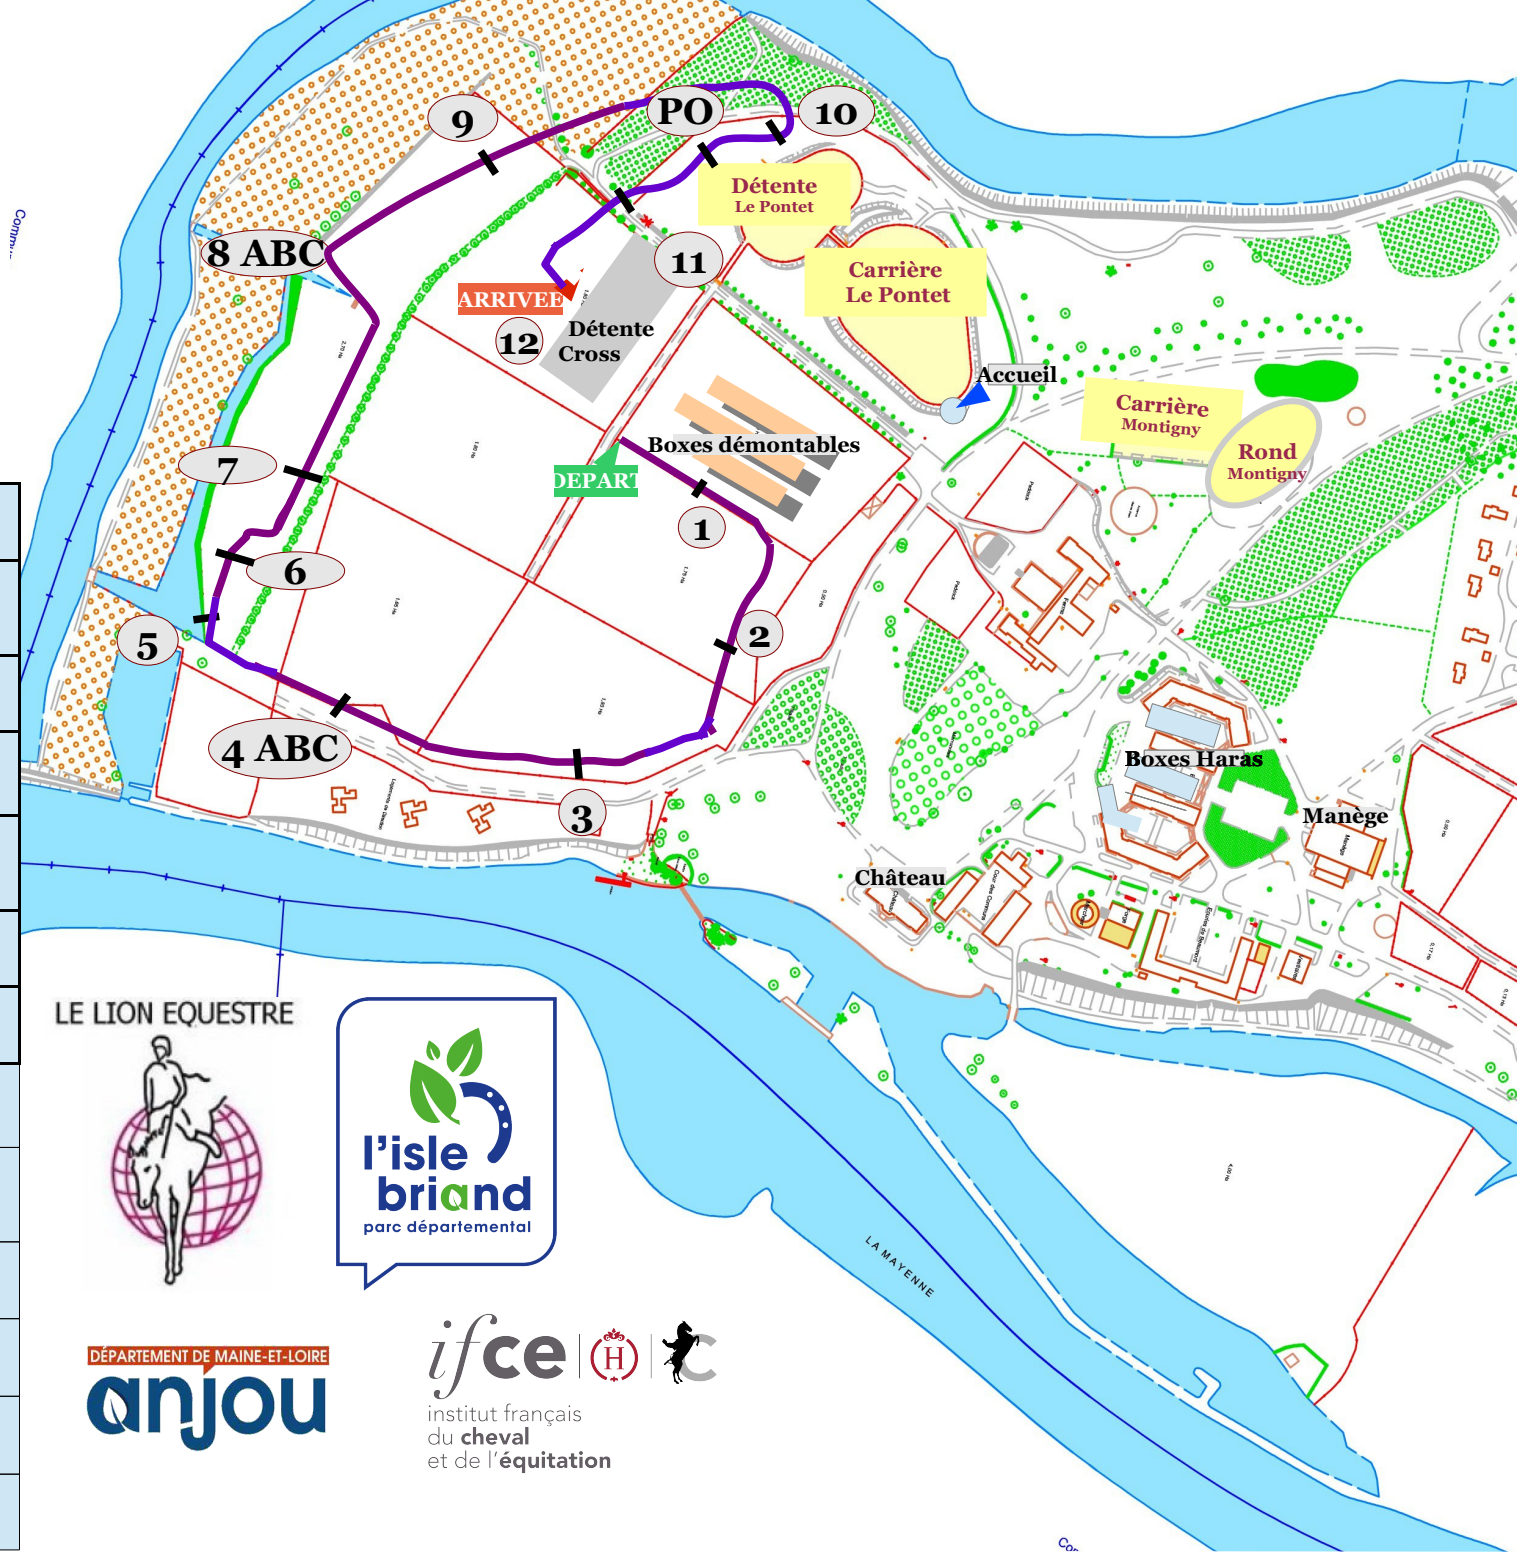 9
PO
10
Détente
Le Pontet
8 ABC
11
Carrière
Le Pontet
ARRIVEE
12
Détente
Cross
Accueil
Carrière
Montigny
Rond
Montigny
Boxes démontables
7
DEPART
1
6
2
5
4 ABC
3
Boxes Haras
Manège
Château
LE LION EQUESTRE
l'isle
briand
parc départemental
LA MAYENNE
DÉPARTEMENT DE MAINE-ET-LOIRE
anjou
ifce
H
institut français
du cheval
et de l'équitation